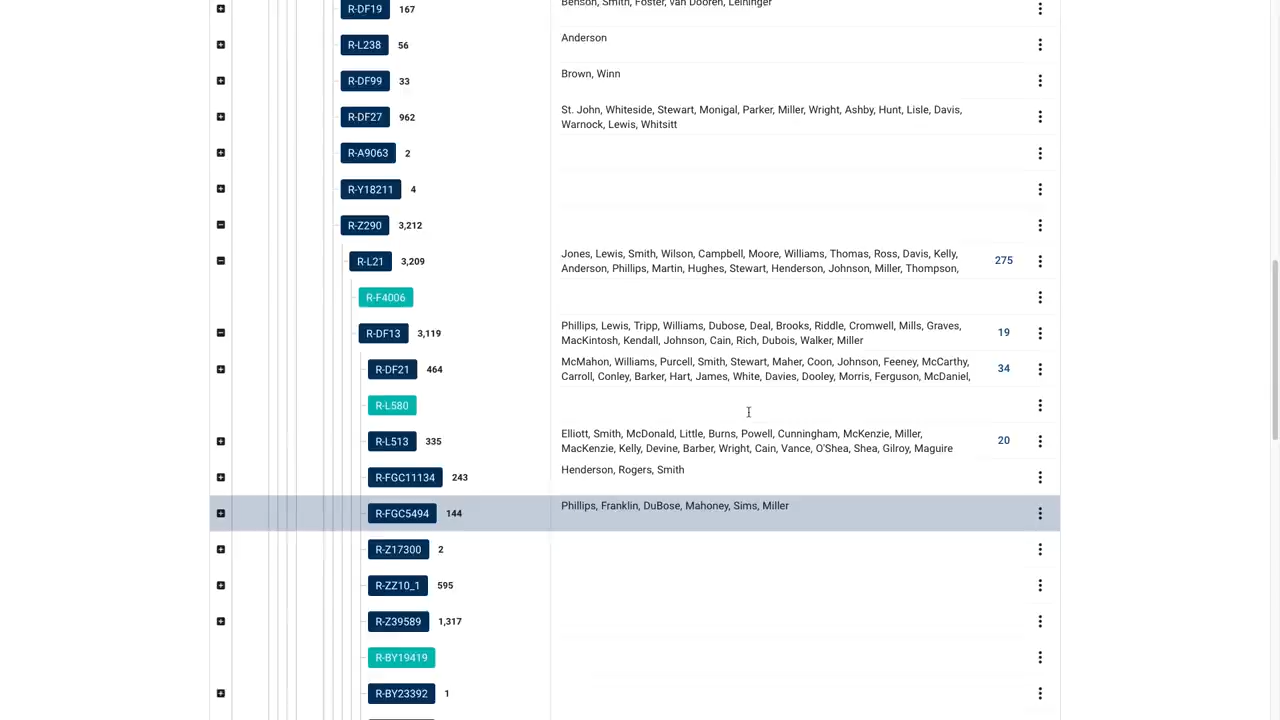 R-DF19 167 Benson, Smith, Foster, Van Dooren, Leininger
R-L238 56 Anderson
R-DF99 33 Brown, Winn
R-DF27 962 St. John, Whiteside, Stewart, Monigal, Parker, Miller, Wright, Ashby, Hunt, Lisle, Davis,
Warnock, Lewis, Whitsitt
R-A9063 2
R-Y18211 4
R-Z290 3,212
R-L21 3,209 Jones, Lewis, Smith, Wilson, Campbell, Moore, Williams, Thomas, Ross, Davis, Kelly, 275
Anderson, Phillips, Martin, Hughes, Stewart, Henderson, Johnson, Miller, Thompson,
R-F4006
R-DF13 3,119 Phillips, Lewis, Tripp, Williams, Dubose, Deal, Brooks, Riddle, Cromwell, Mills, Graves, 19
MacKintosh, Kendall, Johnson, Cain, Rich, Dubois, Walker, Miller
R-DF21 464 McMahon, Williams, Purcell, Smith, Stewart, Maher, Coon, Johnson, Feeney, McCarthy, 34
Carroll, Conley, Barker, Hart, James, White, Davies, Dooley, Morris, Ferguson, McDaniel,
R-L580
R-L513 335 Elliott, Smith, McDonald, Little, Burns, Powell, Cunningham, McKenzie, Miller, 20
MacKenzie, Kelly, Devine, Barber, Wright, Cain, Vance, O'Shea, Shea, Gilroy, Maguire
R-FGC11134 243 Henderson, Rogers, Smith
R-FGC5494 144 Phillips, Franklin, DuBose, Mahoney, Sims, Miller
R-Z17300 2
R-ZZ10_1 595
R-Z39589 1,317
R-BY19419
R-BY23392 1